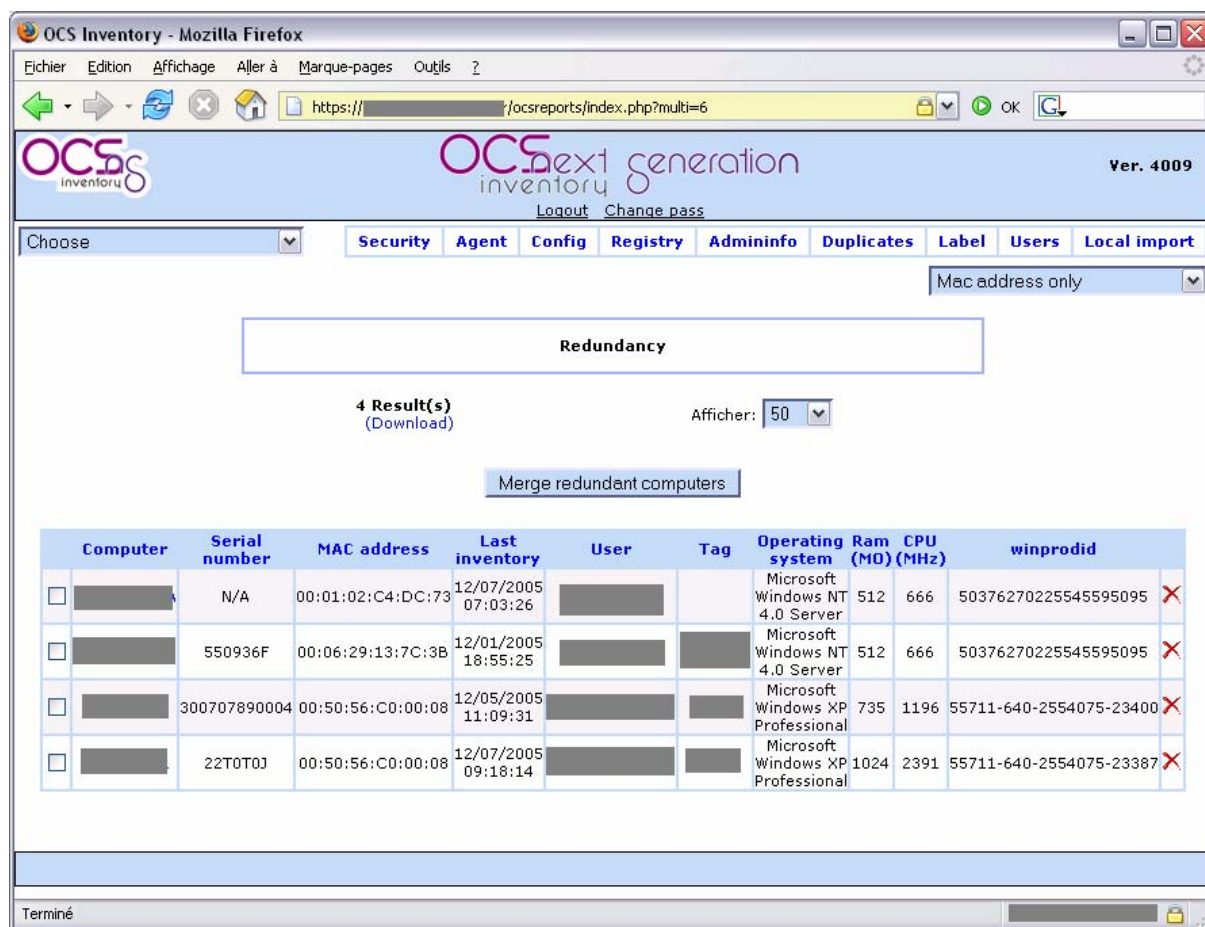 OCS Inventory - Mozilla Firefox
Fichier Edition Affichage Aller à Marque-pages Outils ?
https:// /ocsreports/index.php?multi=6 OK G
OCS ng inventory
OCS next generation inventory
Ver. 4009
Logout Change pass
Choose Security Agent Config Registry Admininfo Duplicates Label Users Local import
Mac address only
Redundancy
4 Result(s)
(Download)
Afficher: 50
Merge redundant computers
Computer Serial number MAC address Last inventory User Tag Operating system Ram (MO) CPU (MHz) winprodid
N/A 00:01:02:C4:DC:73 12/07/2005 07:03:26 Microsoft Windows NT 4.0 Server 512 666 50376270225545595095
550936F 00:06:29:13:7C:3B 12/01/2005 18:55:25 Microsoft Windows NT 4.0 Server 512 666 50376270225545595095
300707890004 00:50:56:C0:00:08 12/05/2005 11:09:31 Microsoft Windows XP Professional 735 1196 55711-640-2554075-23400
22T0T0J 00:50:56:C0:00:08 12/07/2005 09:18:14 Microsoft Windows XP Professional 1024 2391 55711-640-2554075-23387
Terminé